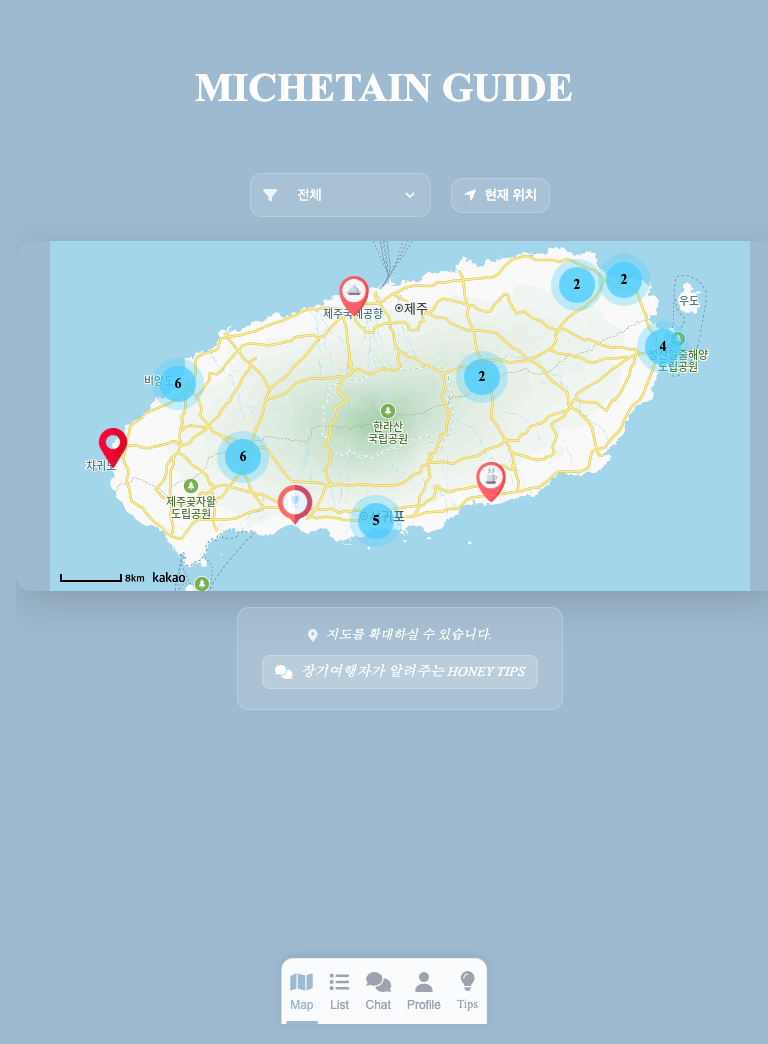 MICHETAIN GUIDE
전체
현재 위치
2
2
우도
제주국제공항
제주
4
성산일출해양
도립공원
비양도
6
2
한라산
국립공원
차귀도
6
제주곶자왈
도립공원
5
서귀포
8km kakao
지도를 확대하실 수 있습니다.
장기여행자가 알려주는 HONEY TIPS
Map
List
Chat
Profile
Tips